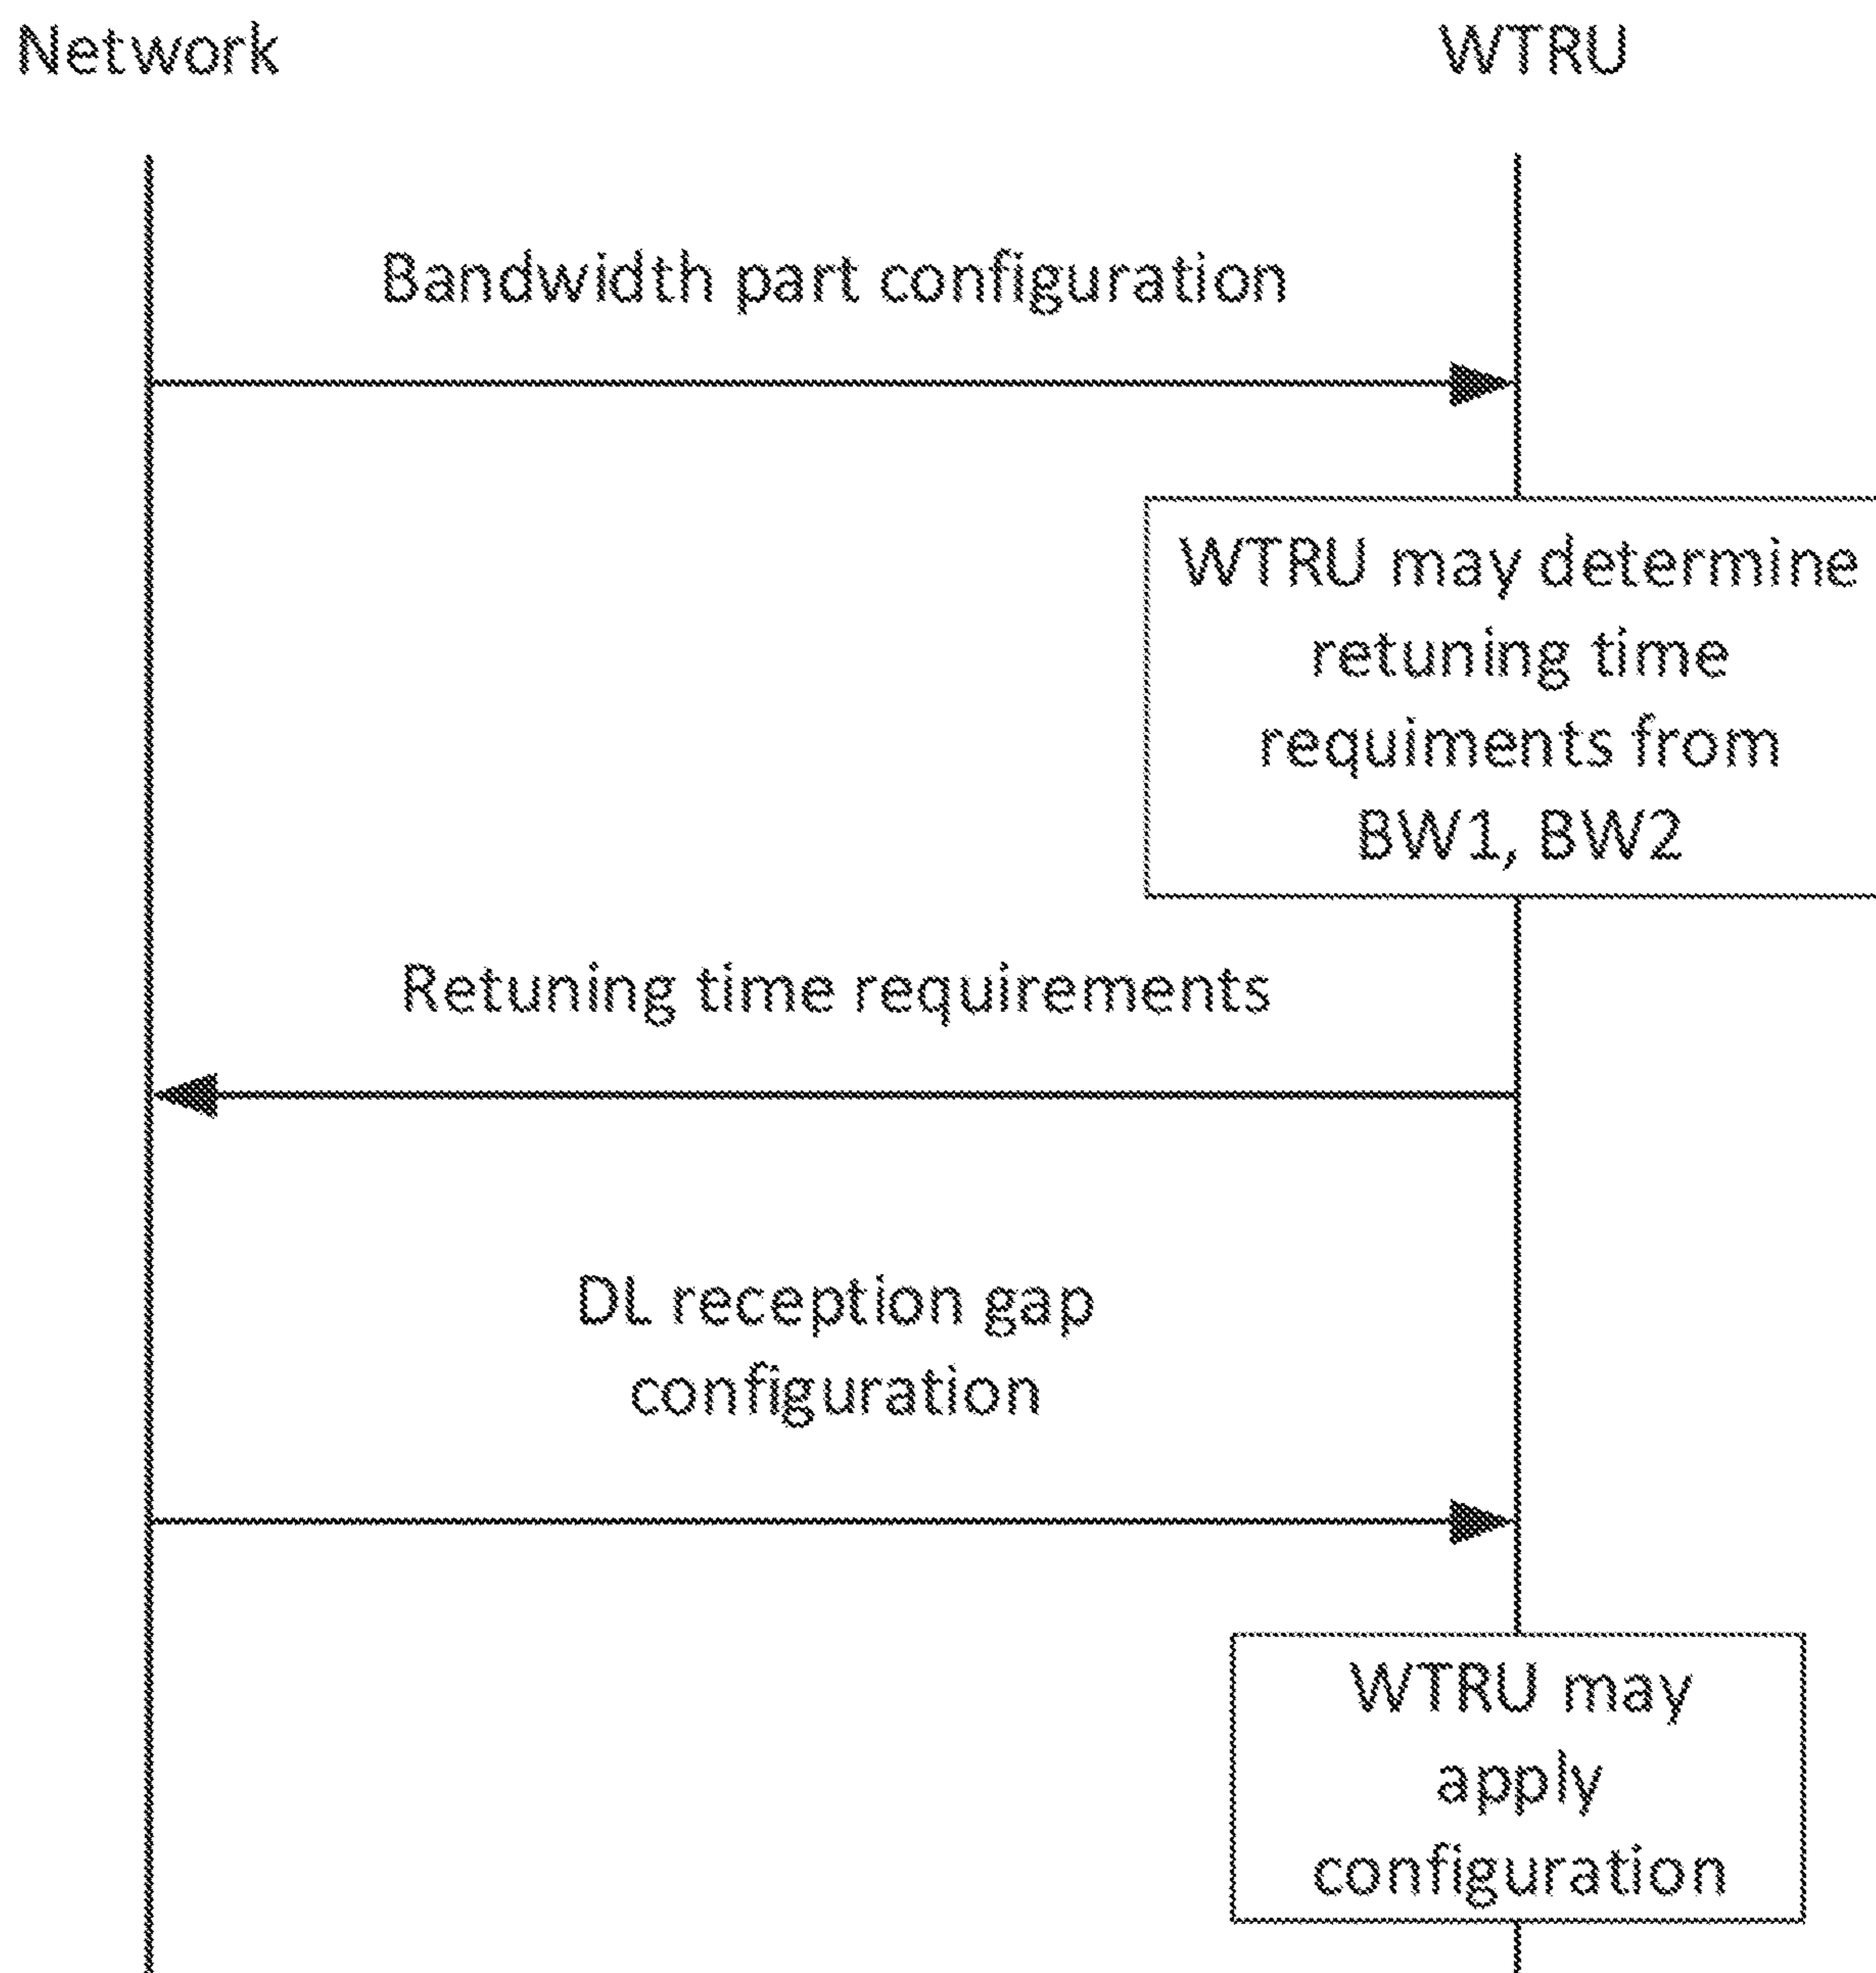 Network
WTRU
Bandwidth part configuration
WTRU may determine
retuning time
requiments from
BW1, BW2
Retuning time requirements
DL reception gap
configuration
WTRU may
apply
configuration